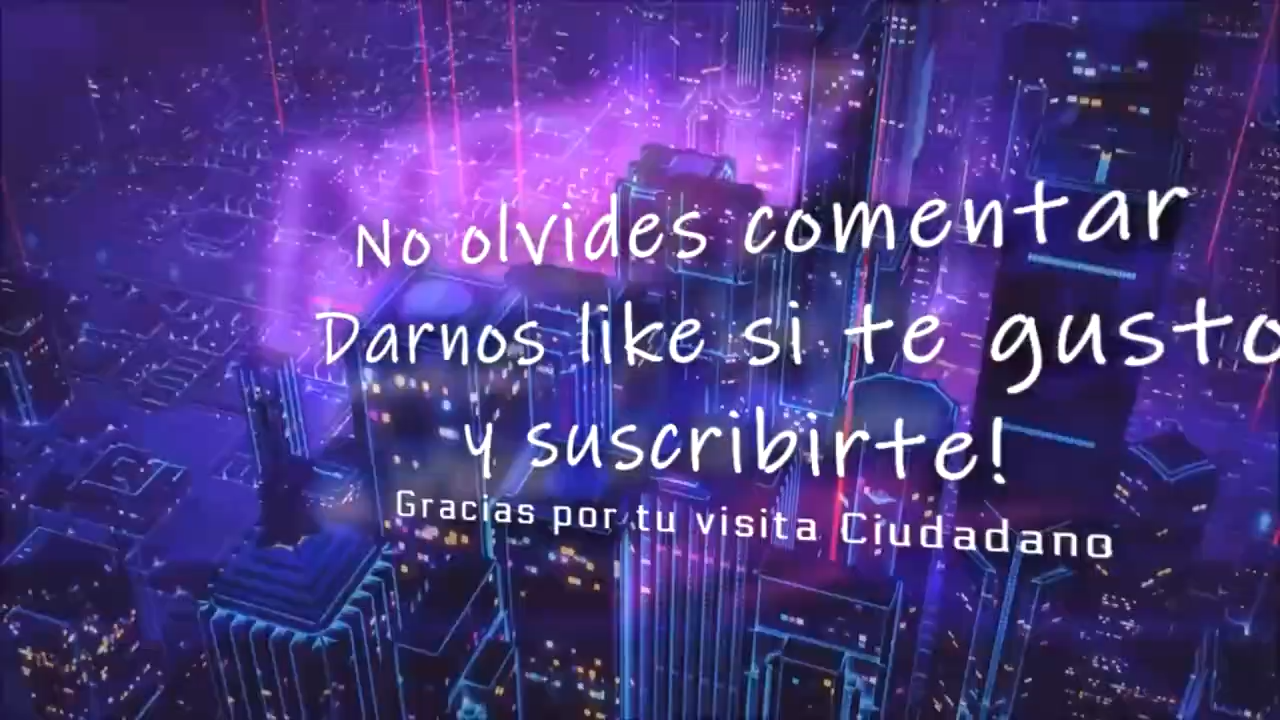 No olvides comentar
Darnos like si te gusto
y suscribirte!
Gracias por tu visita Ciudadano